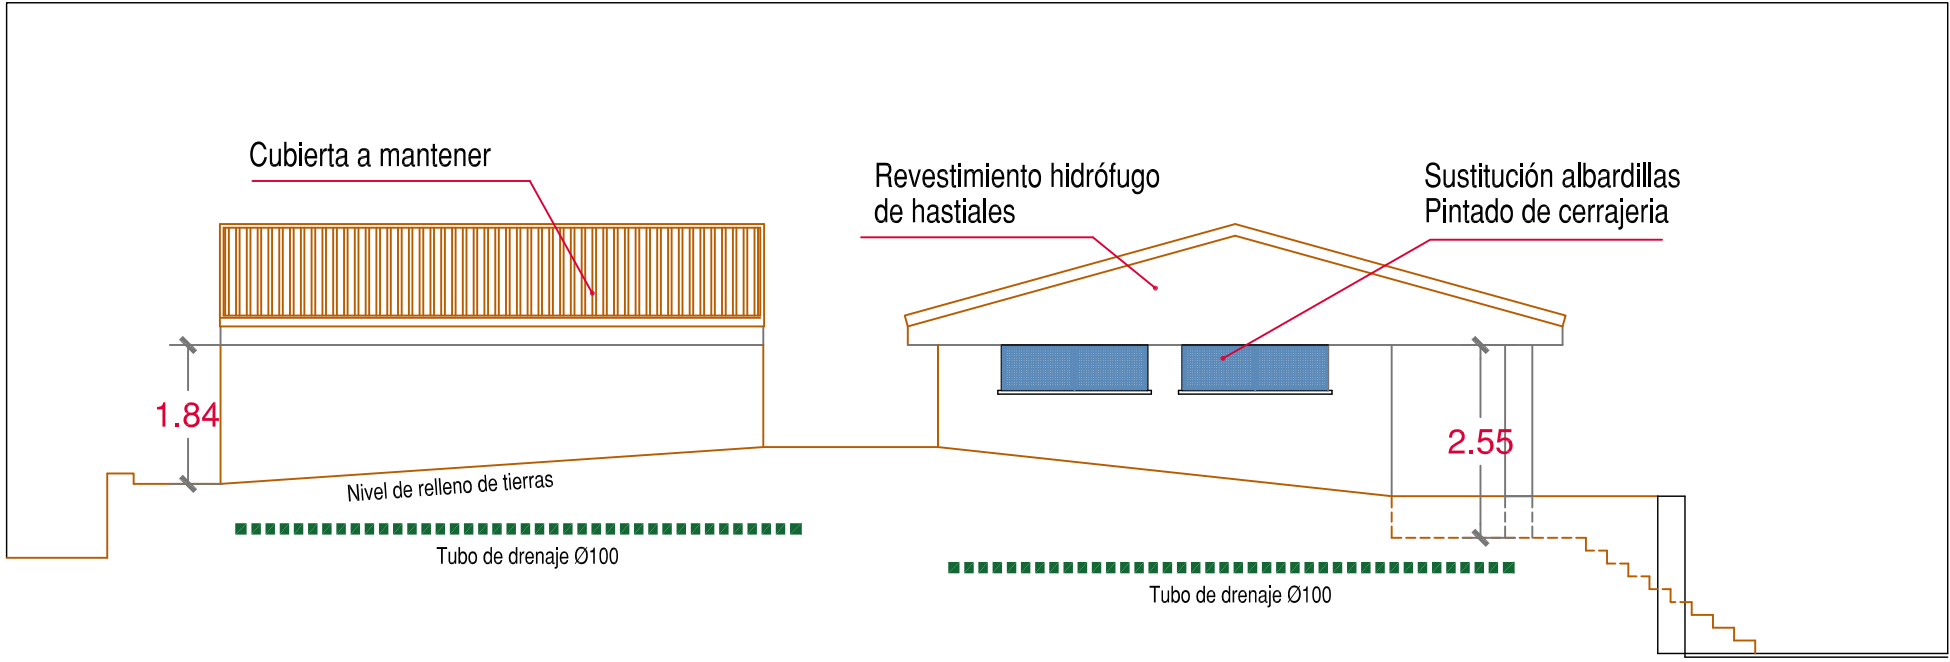 Cubierta a mantener
Revestimiento hidrófugo
de hastiales
Sustitución albardillas
Pintado de cerrajeria
1.84
2.55
Nivel de relleno de tierras
Tubo de drenaje Ø100
Tubo de drenaje Ø100